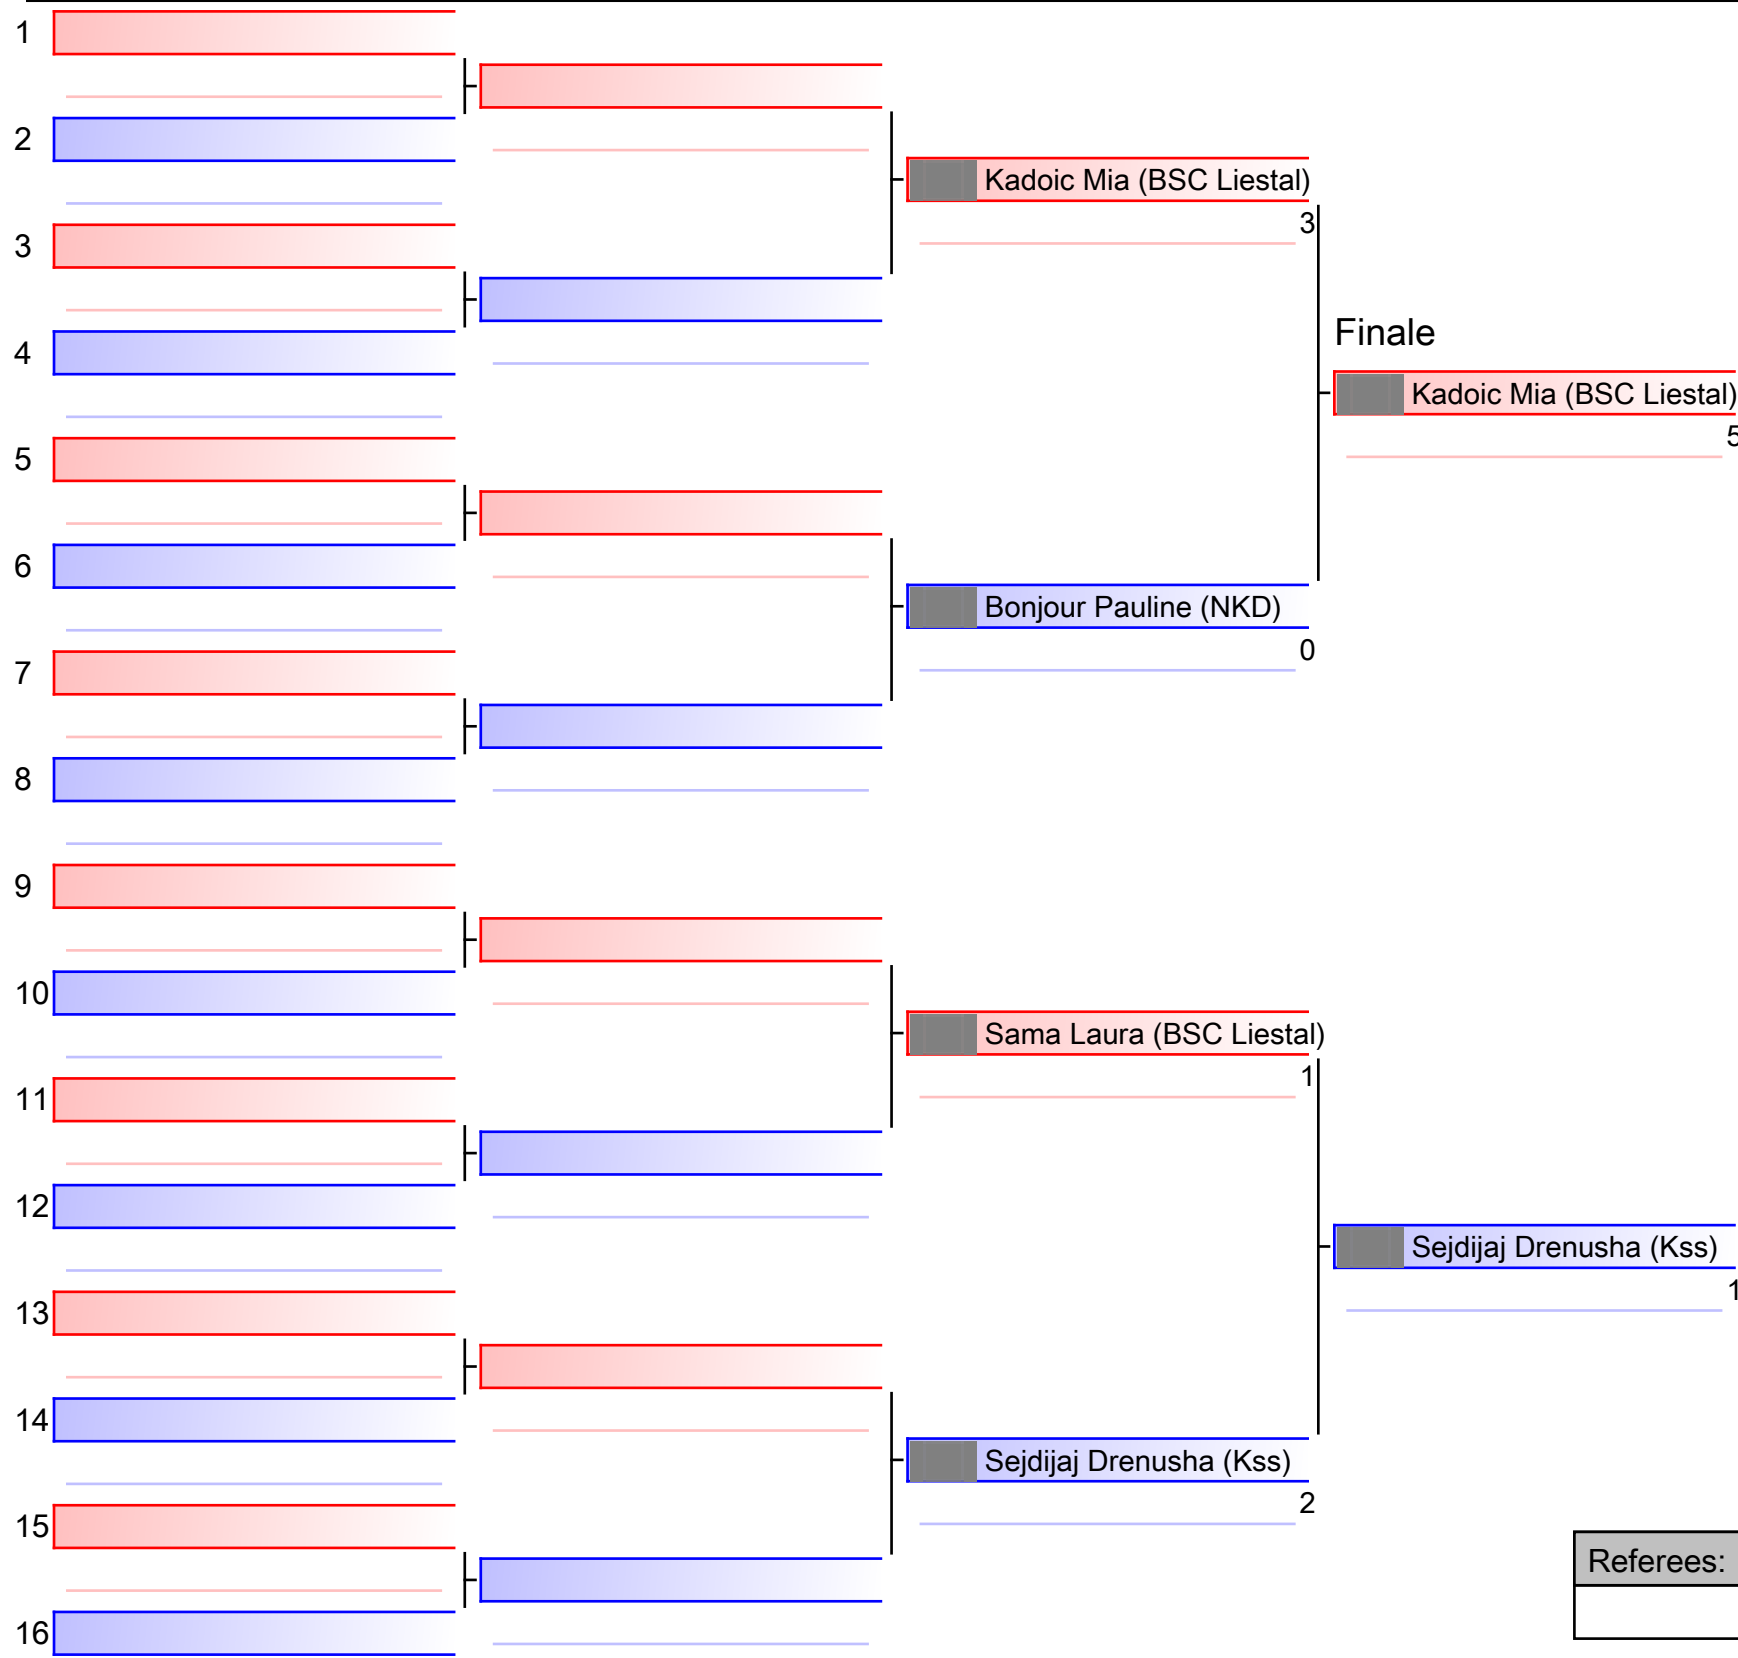 1
2
Kadoic Mia (BSC Liestal)
3
3
Finale
4
Kadoic Mia (BSC Liestal)
5
5
6
Bonjour Pauline (NKD)
0
7
8
9
10
Sama Laura (BSC Liestal)
1
11
12
Sejdijaj Drenusha (Kss)
1
13
14
Sejdijaj Drenusha (Kss)
2
15
Referees:
16